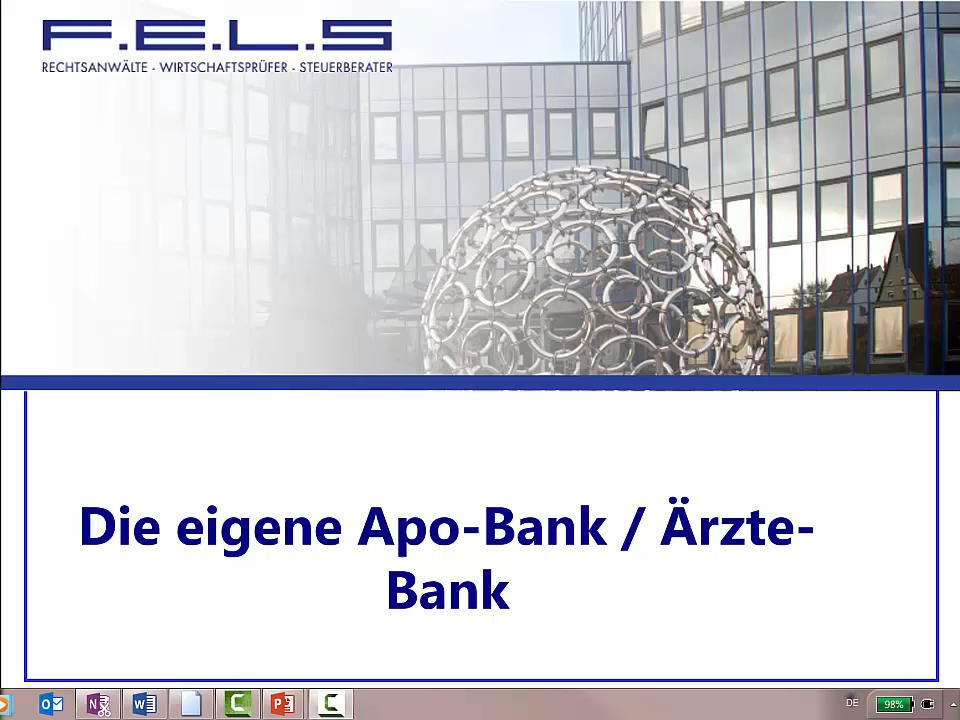 F.E.L.S
RECHTSANWÄLTE - WIRTSCHAFTSPRÜFER - STEUERBERATER
Die eigene Apo-Bank / Ärzte-
Bank
DE
98%